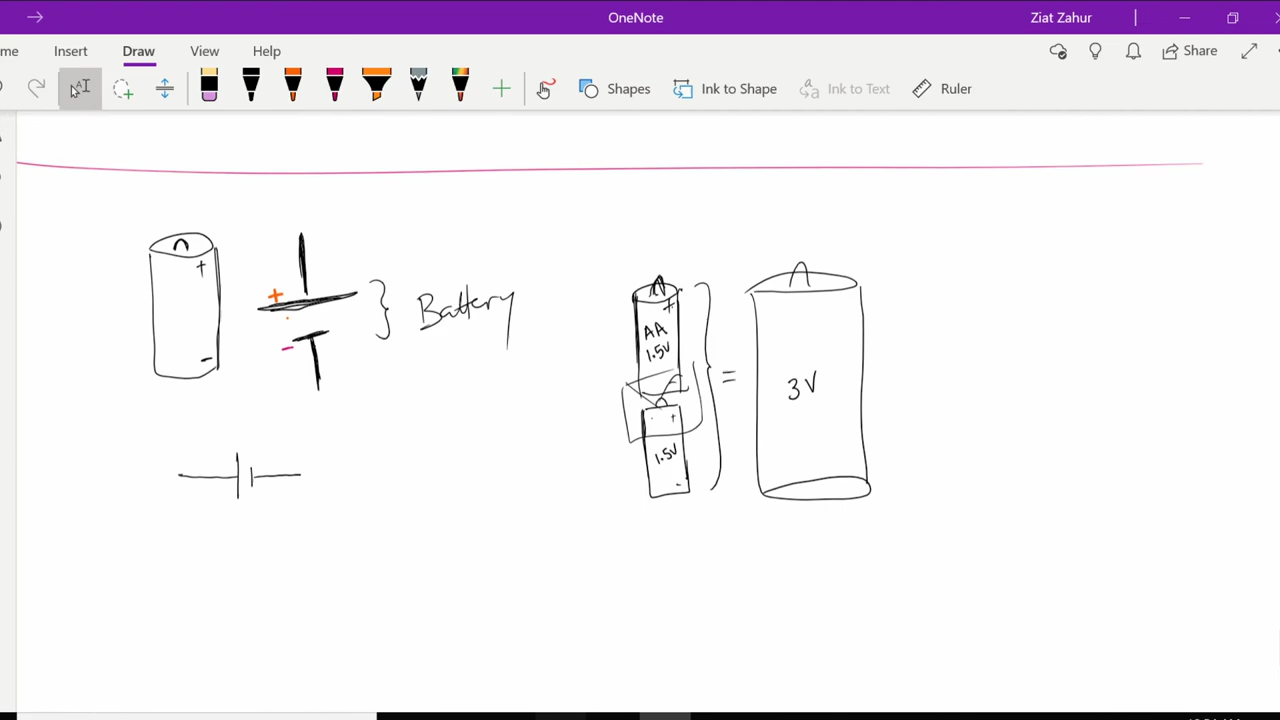 OneNote
Ziat Zahur
Insert
Draw
View
Help
Share
Shapes
Ink to Shape
Ink to Text
Ruler
+
-
+
-
Battery
+
AA
1.5V
+
1.5V
-
=
3V